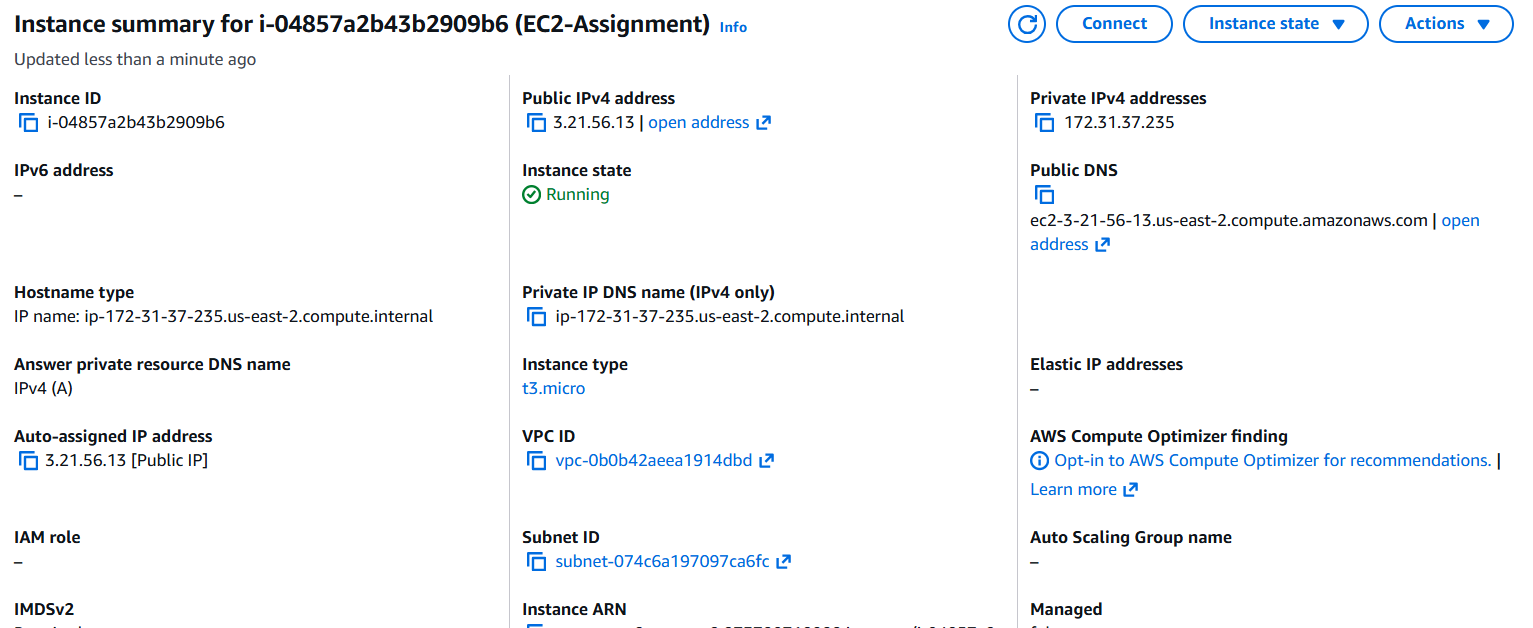 Instance summary for i-04857a2b43b2909b6 (EC2-Assignment) Info
Connect
Instance state
Actions
Updated less than a minute ago
Instance ID
i-04857a2b43b2909b6
Public IPv4 address
3.21.56.13 | open address
Private IPv4 addresses
172.31.37.235
IPv6 address
–
Instance state
Running
Public DNS
ec2-3-21-56-13.us-east-2.compute.amazonaws.com | open
address
Hostname type
IP name: ip-172-31-37-235.us-east-2.compute.internal
Private IP DNS name (IPv4 only)
ip-172-31-37-235.us-east-2.compute.internal
Answer private resource DNS name
IPv4 (A)
Instance type
t3.micro
Elastic IP addresses
–
Auto-assigned IP address
3.21.56.13 [Public IP]
VPC ID
vpc-0b0b42aeea1914dbd
AWS Compute Optimizer finding
Opt-in to AWS Compute Optimizer for recommendations. |
Learn more
IAM role
–
Subnet ID
subnet-074c6a197097ca6fc
Auto Scaling Group name
–
IMDSv2
Instance ARN
Managed